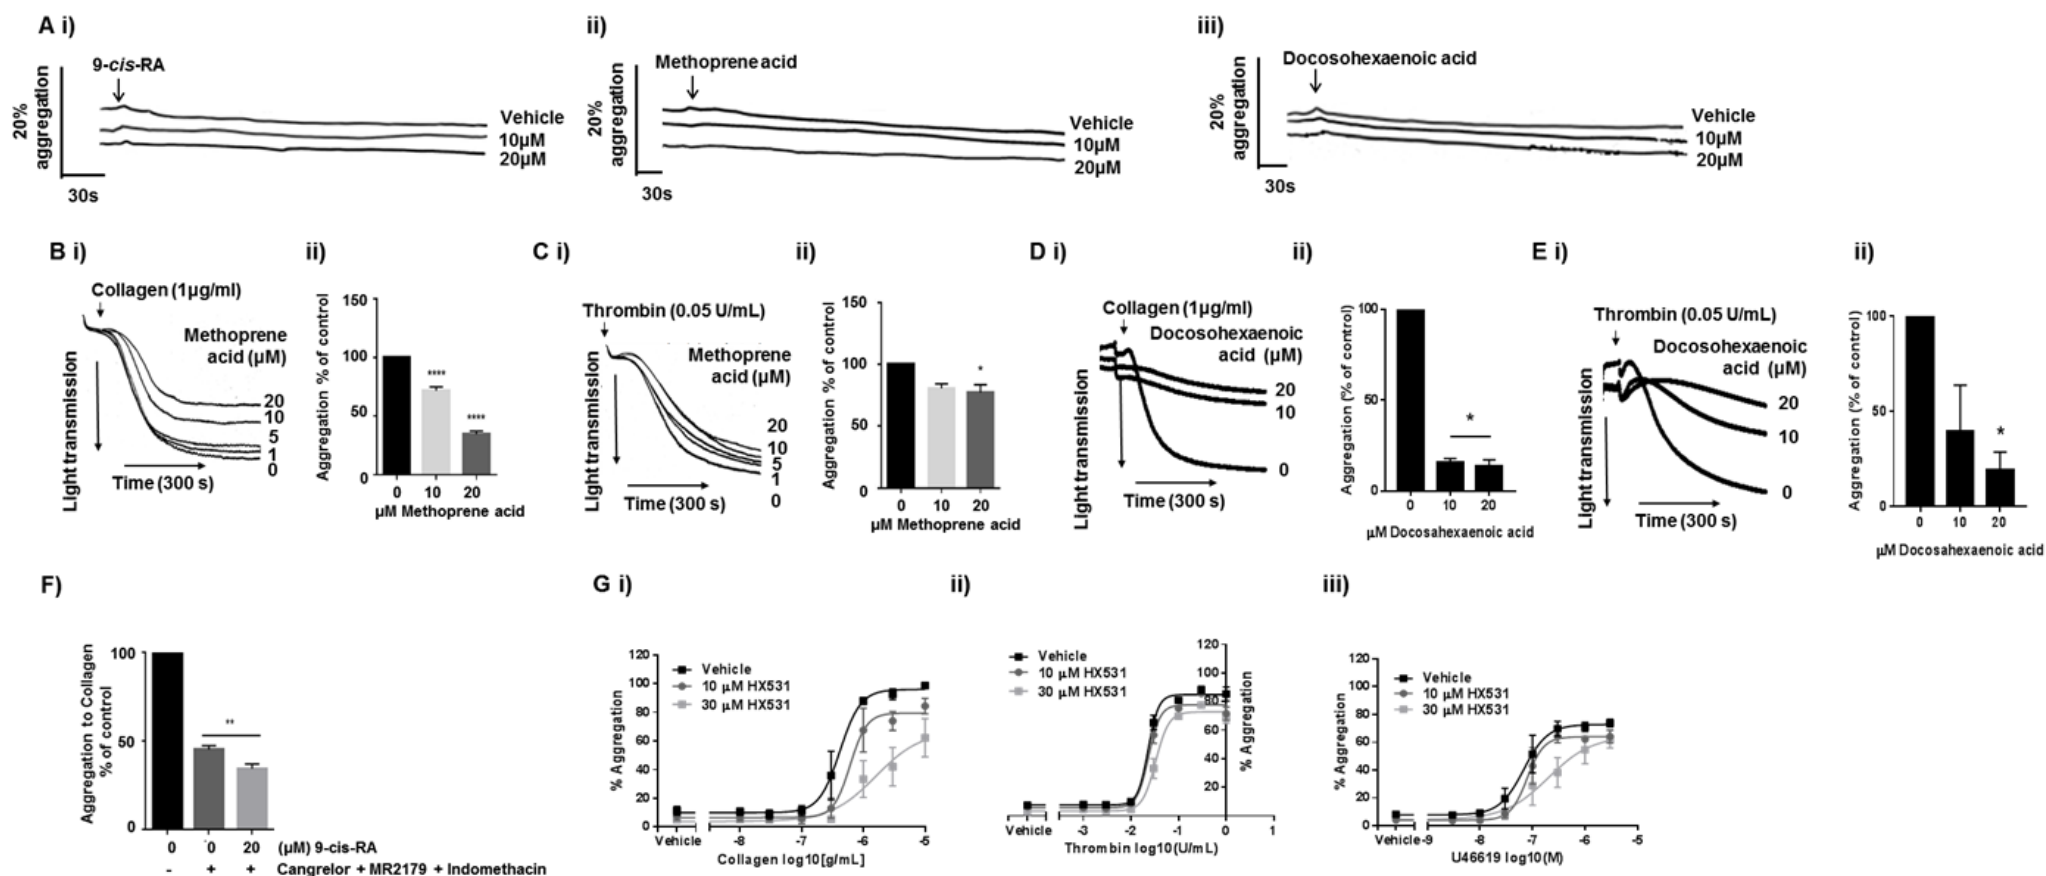 A i)
9-cis-RA
20%
aggregation
30s
Vehicle
10µM
20µM
ii)
Methoprene acid
20%
aggregation
30s
Vehicle
10µM
20µM
iii)
Docosohexaenoic acid
20%
aggregation
30s
Vehicle
10µM
20µM
B i)
Collagen (1µg/ml)
Methoprene
acid (µM)
Light transmission
20
10
5
1
0
Time (300 s)
ii)
Aggregation % of control
150
100
50
0
****
****
0 10 20
µM Methoprene acid
C i)
Thrombin (0.05 U/mL)
Methoprene
acid (µM)
Light transmission
20
10
5
1
0
Time (300 s)
ii)
Aggregation % of control
150
100
50
0
*
0 10 20
µM Methoprene acid
D i)
Collagen (1µg/ml)
Docosohexaenoic
acid (µM)
Light transmission
20
10
0
Time (300 s)
ii)
Aggregation (% of control)
100
50
0
*
0 10 20
µM Docosahexaenoic acid
E i)
Thrombin (0.05 U/mL)
Docosohexaenoic
acid (µM)
Light transmission
20
10
0
Time (300 s)
ii)
Aggregation (% of control)
100
50
0
*
0 10 20
µM Docosahexaenoic acid
F)
Aggregation to Collagen
% of control
100
50
0
**
0 0 20 (µM) 9-cis-RA
- + + Cangrelor + MR2179 + Indomethacin
G i)
% Aggregation
120
100
80
60
40
20
0
Vehicle
10 µM HX531
30 µM HX531
Vehicle -8 -7 -6 -5
Collagen log10[g/mL]
ii)
Vehicle
10 µM HX531
30 µM HX531
120
100
80
60
40
20
% Aggregation
Vehicle -3 -2 -1 0 1
Thrombin log10(U/mL)
iii)
% Aggregation
120
100
80
60
40
20
0
Vehicle
10 µM HX531
30 µM HX531
Vehicle -9 -8 -7 -6 -5
U46619 log10(M)